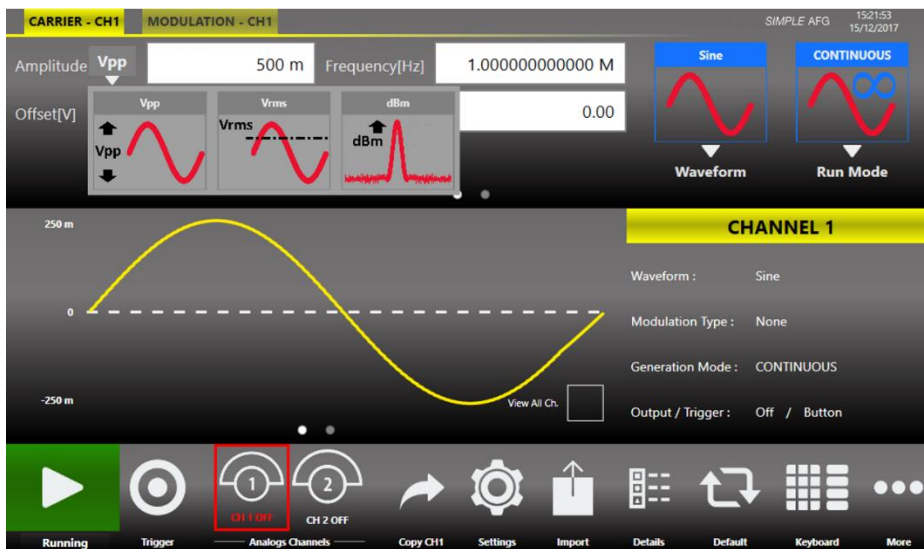 CARRIER - CH1 MODULATION - CH1 SIMPLE AFG 15:21:53
15/12/2017
Amplitude Vpp 500 m Frequency[Hz] 1.000000000000 M
Sine CONTINUOUS
Offset[V] 0.00
Vpp Vrms dBm
Vpp Vrms dBm
Waveform Run Mode
250 m
0
-250 m
View All Ch.
CHANNEL 1
Waveform : Sine
Modulation Type : None
Generation Mode : CONTINUOUS
Output / Trigger : Off / Button
1 2
CH 1 OFF CH 2 OFF
Running Trigger Analogs Channels Copy CH1 Settings Import Details Default Keyboard More